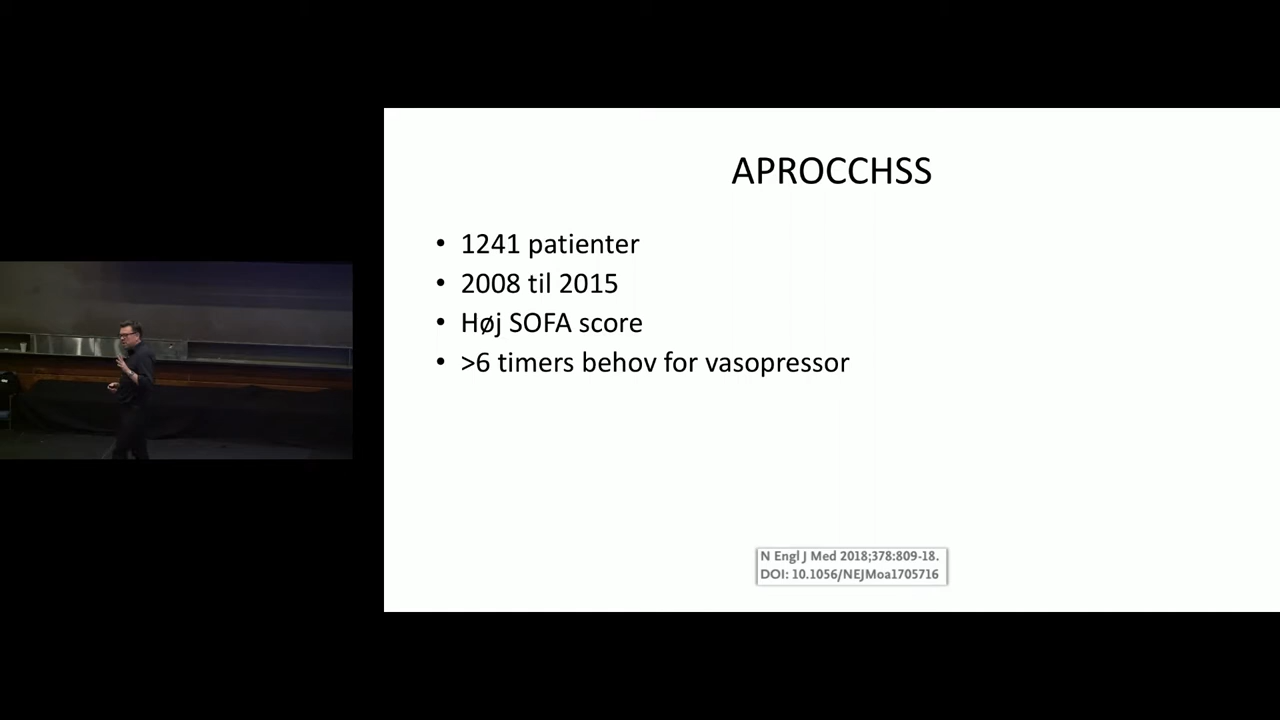 APROCCHSS
• 1241 patienter
• 2008 til 2015
• Høj SOFA score
• >6 timers behov for vasopressor
N Engl J Med 2018;378:809-18.
DOI: 10.1056/NEJMoa1705716